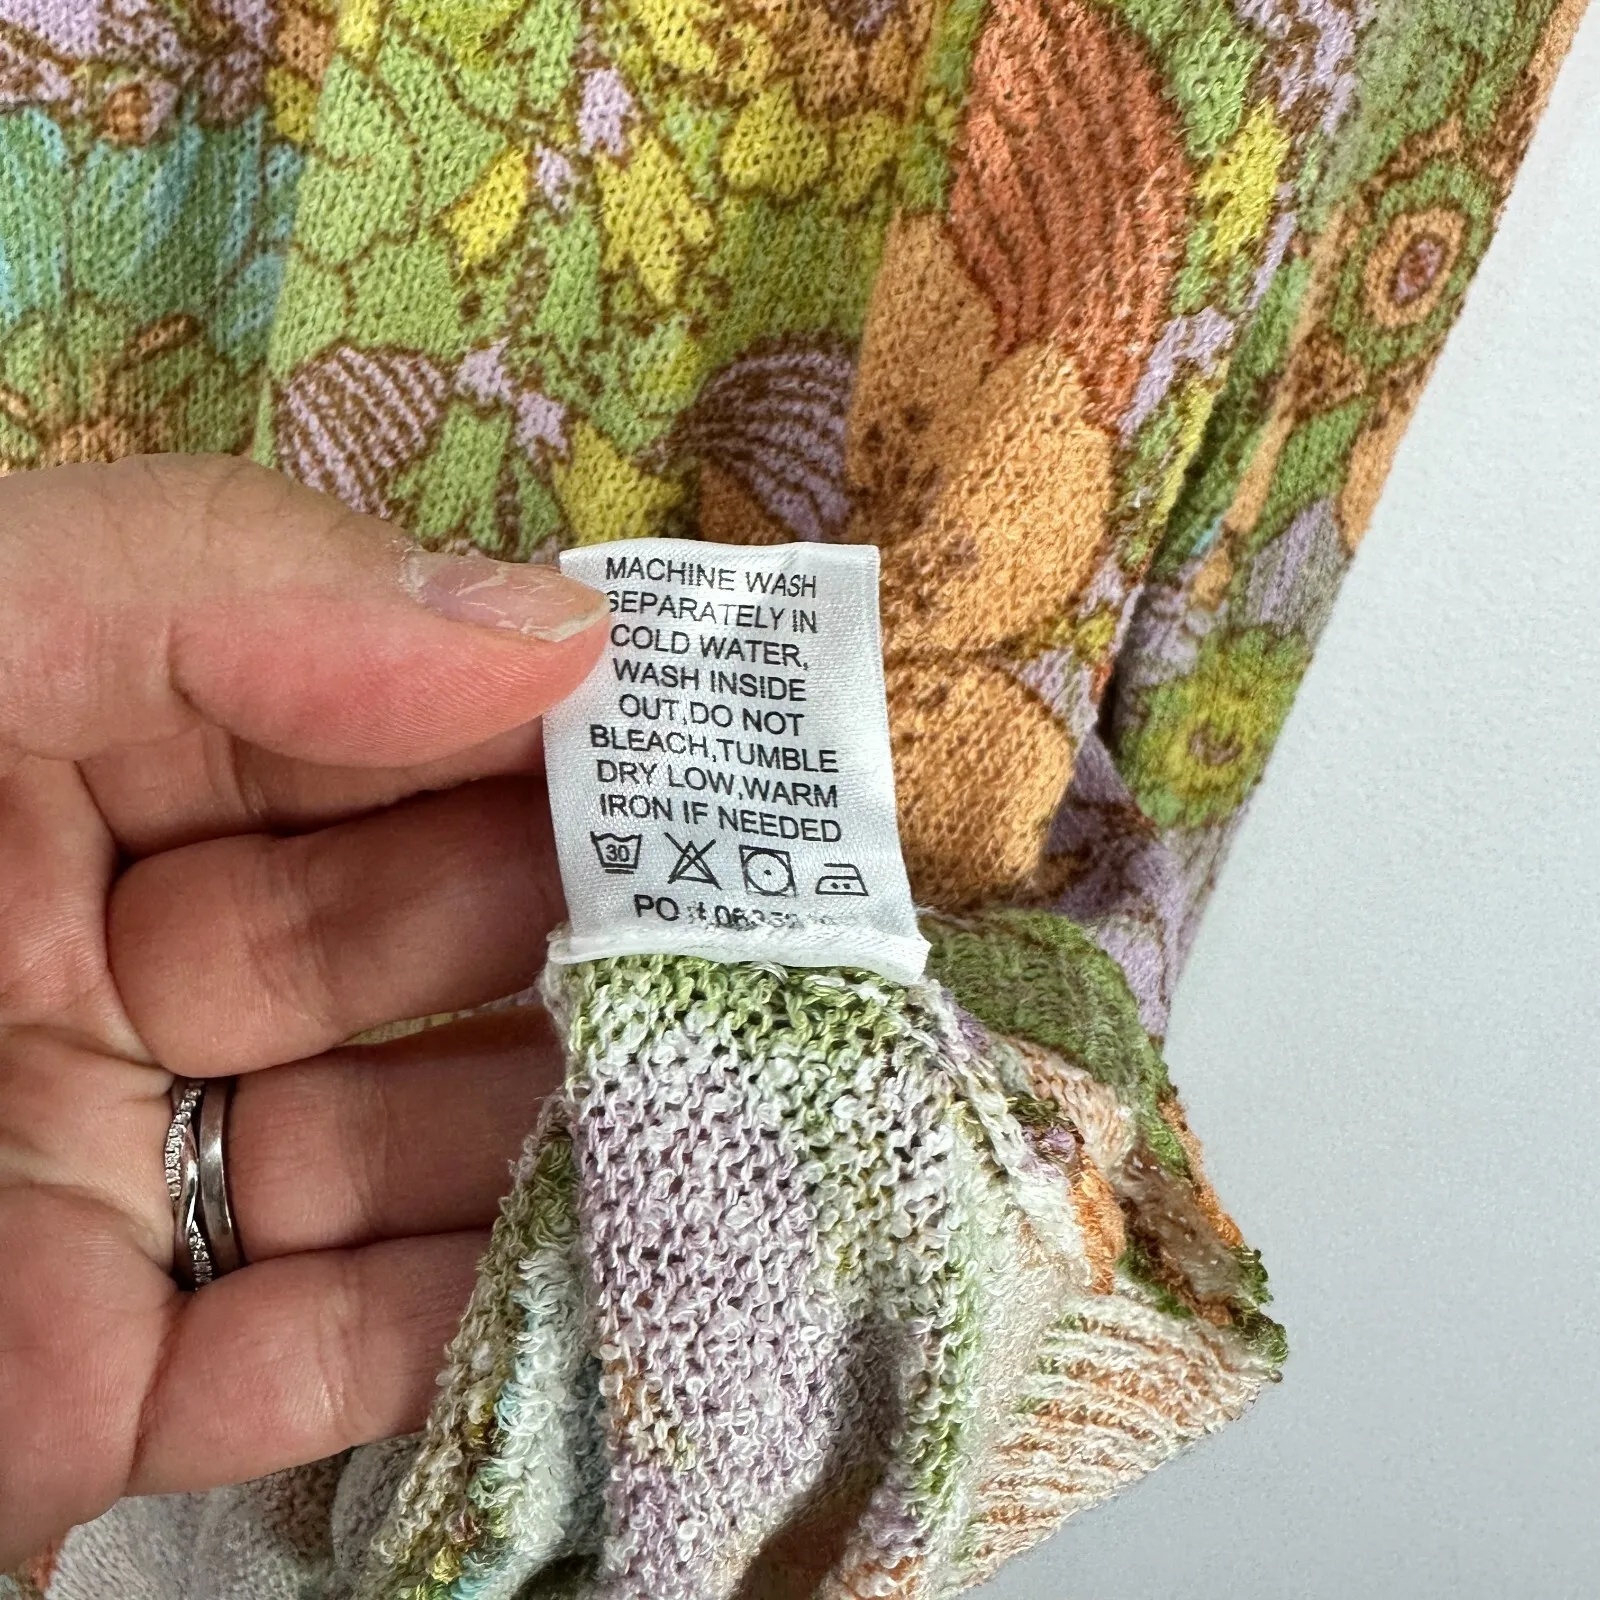 MACHINE WASH
SEPARATELY IN
COLD WATER,
WASH INSIDE
OUT,DO NOT
BLEACH,TUMBLE
DRY LOW,WARM
IRON IF NEEDED
30
PO